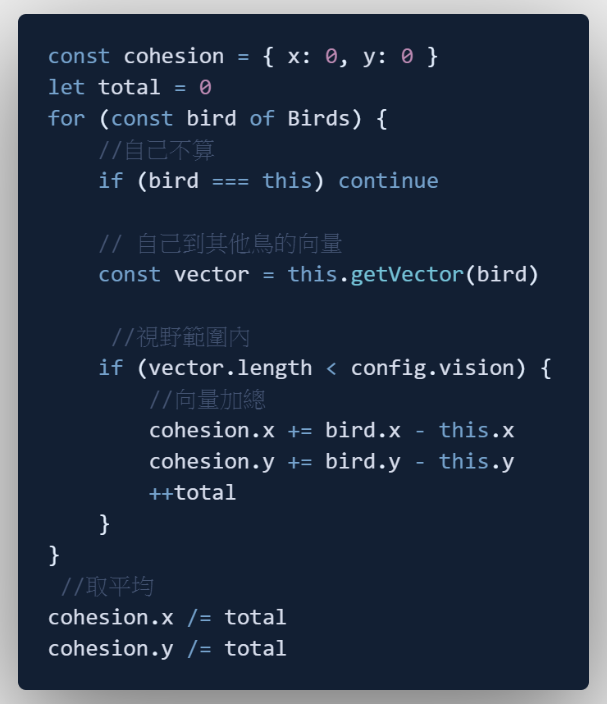 const cohesion = { x: 0, y: 0 }
let total = 0
for (const bird of Birds) {
    //自己不算
    if (bird === this) continue

    // 自己到其他鳥的向量
    const vector = this.getVector(bird)

     //視野範圍內
    if (vector.length < config.vision) {
        //向量加總
        cohesion.x += bird.x - this.x
        cohesion.y += bird.y - this.y
        ++total
    }
}
 //取平均
cohesion.x /= total
cohesion.y /= total